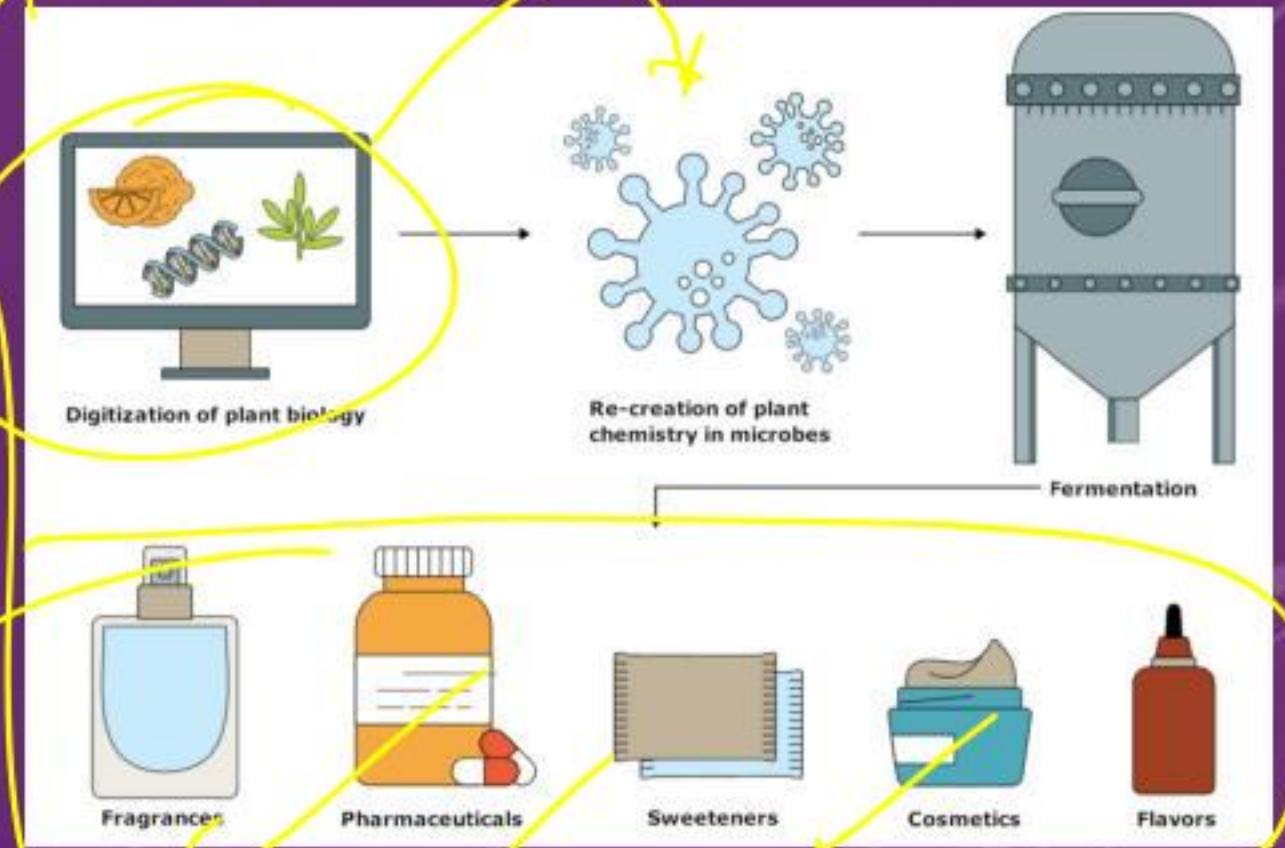 Digitization of plant biology
Re-creation of plant
chemistry in microbes
Fermentation
Fragrances
Pharmaceuticals
Sweeteners
Cosmetics
Flavors